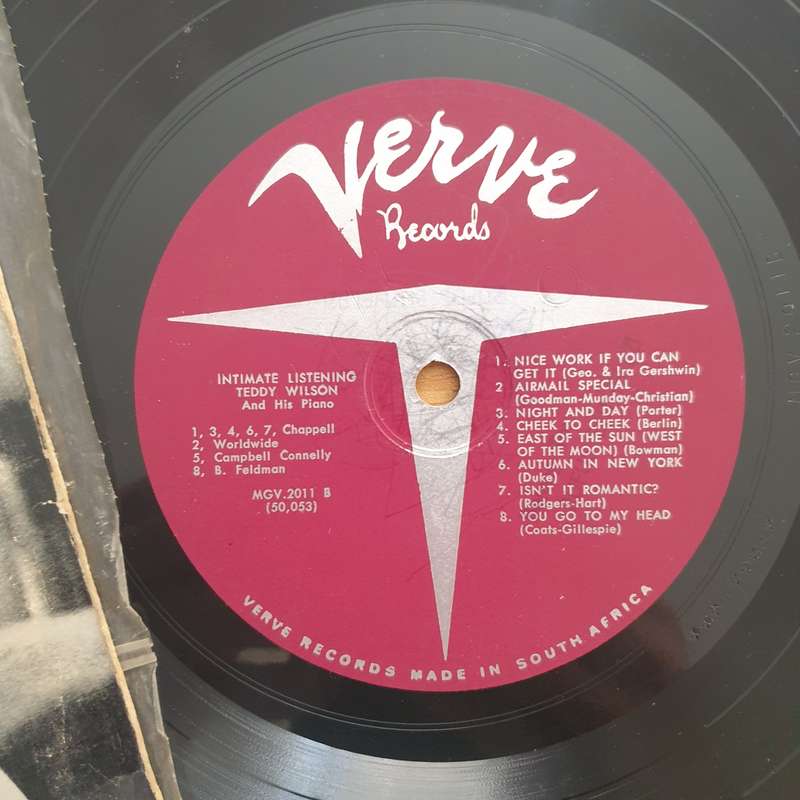 Verve
Records
INTIMATE LISTENING
TEDDY WILSON
And His Piano
1, 3, 4, 6, 7, Chappell
2, Worldwide
5, Campbell Connelly
8, B. Feldman
MGV.2011 B
(50,053)
1. NICE WORK IF YOU CAN
GET IT (Geo. & Ira Gershwin)
2 AIRMAIL SPECIAL
(Goodman-Munday-Christian)
3. NIGHT AND DAY (Porter)
4. CHEEK TO CHEEK (Berlin)
5. EAST OF THE SUN (WEST
OF THE MOON) (Bowman)
6. AUTUMN IN NEW YORK
(Duke)
7. ISN'T IT ROMANTIC?
(Rodgers-Hart)
8. YOU GO TO MY HEAD
(Coats-Gillespie)
VERVE RECORDS MADE IN SOUTH AFRICA